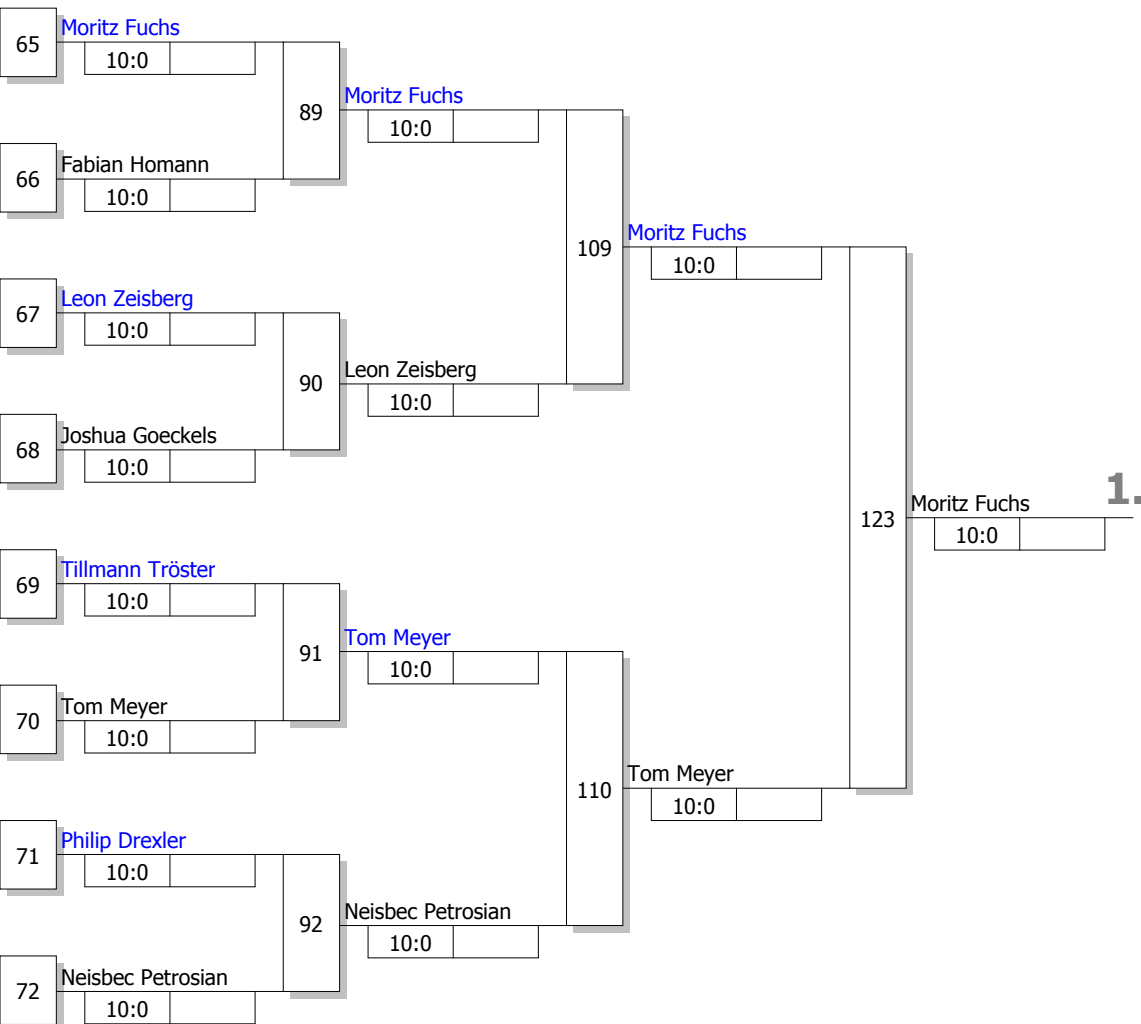 65
Moritz Fuchs
10:0
89
Moritz Fuchs
10:0
66
Fabian Homann
10:0
109
Moritz Fuchs
10:0
67
Leon Zeisberg
10:0
90
Leon Zeisberg
10:0
68
Joshua Goeckels
10:0
123
Moritz Fuchs
1.
10:0
69
Tillmann Tröster
10:0
91
Tom Meyer
10:0
70
Tom Meyer
10:0
110
Tom Meyer
10:0
71
Philip Drexler
10:0
92
Neisbec Petrosian
10:0
72
Neisbec Petrosian
10:0